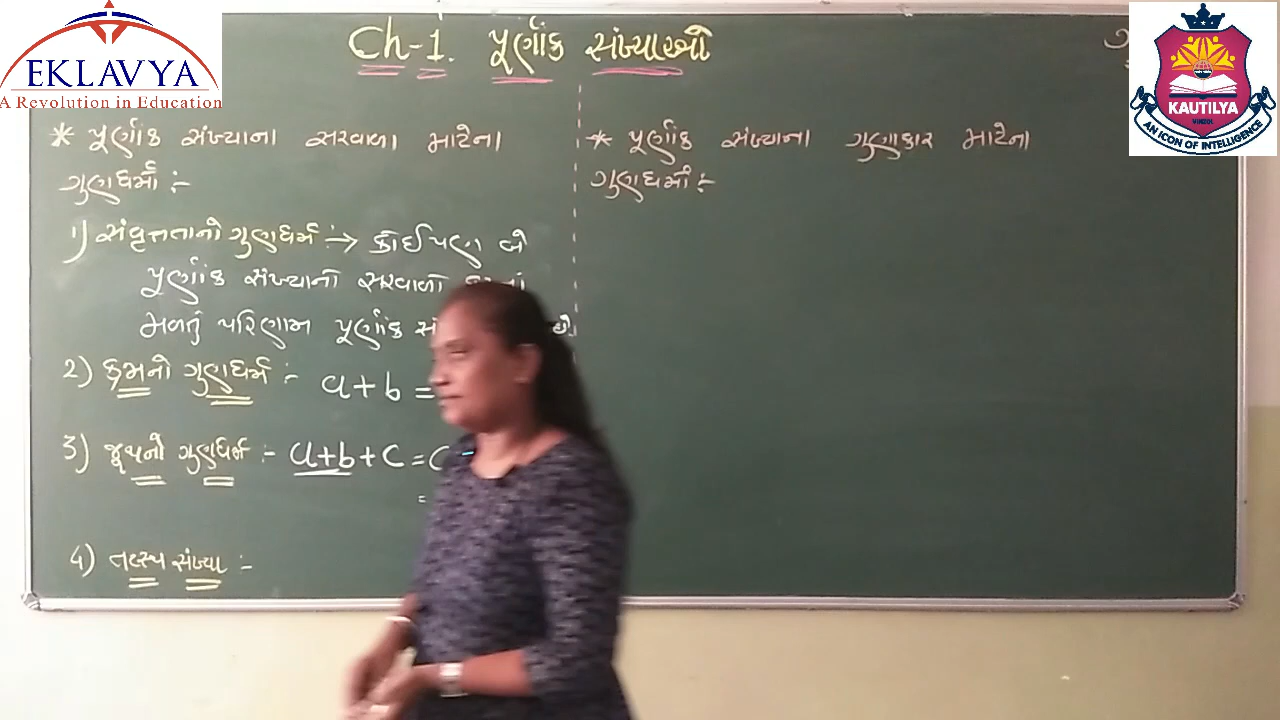 EKLAVYA
A Revolution in Education
Ch-1. પૂર્ણાંક સંખ્યાઓ
KAUTILYA
VINZOL
AN ICON OF INTELLIGENCE
* પૂર્ણાંક સંખ્યાના સરવાળા માટેના
ગુણધર્મો :-
1) સંવૃત્તતાનો ગુણધર્મ :-> કોઈપણ બે
પૂર્ણાંક સંખ્યાનો સરવાળો
મળતું પરિણામ પૂર્ણાંક
છે.
2) ક્રમનો ગુણધર્મ :- a+b =
3) જૂથનો ગુણધર્મ :- a+b+c =
=
4) તટસ્થ સંખ્યા :-
* પૂર્ણાંક સંખ્યાના ગુણાકાર માટેના
ગુણધર્મો :-